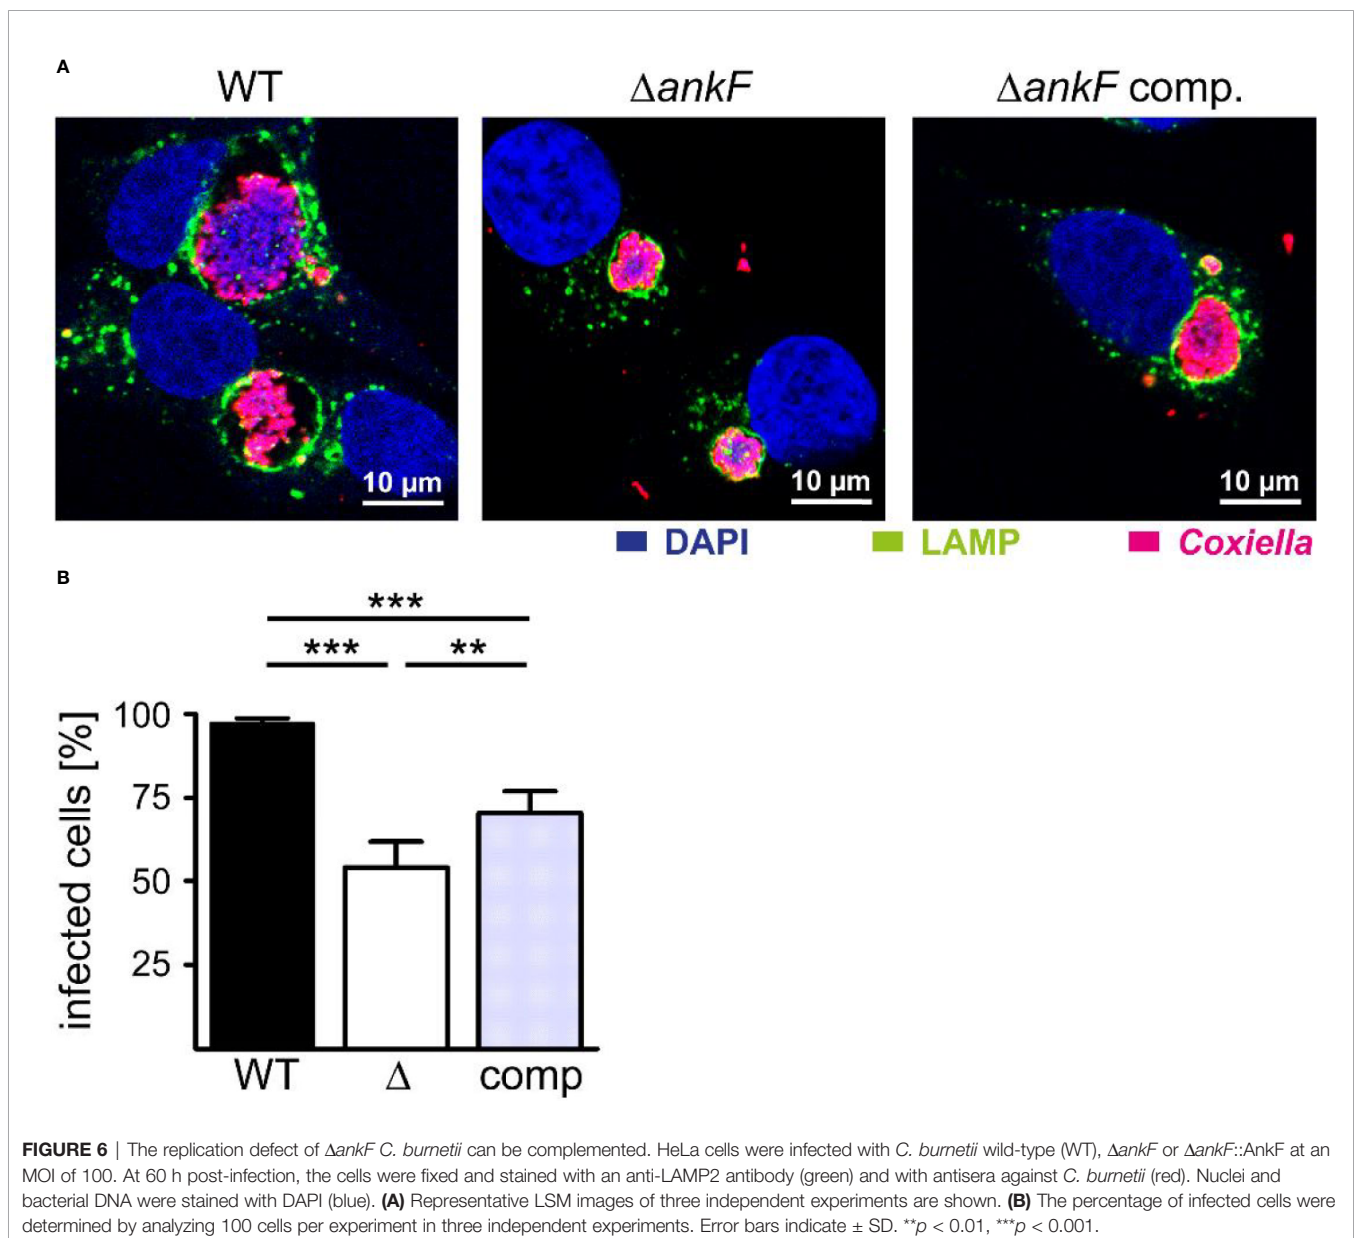 A
WT
ΔankF
ΔankF comp.
10 µm
10 µm
10 µm
DAPI
LAMP
Coxiella
B
***
***
**
100
75
50
25
infected cells [%]
WT
Δ
comp
FIGURE 6 | The replication defect of ΔankF C. burnetii can be complemented. HeLa cells were infected with C. burnetii wild-type (WT), ΔankF or ΔankF::AnkF at an
MOI of 100. At 60 h post-infection, the cells were fixed and stained with an anti-LAMP2 antibody (green) and with antisera against C. burnetii (red). Nuclei and
bacterial DNA were stained with DAPI (blue). (A) Representative LSM images of three independent experiments are shown. (B) The percentage of infected cells were
determined by analyzing 100 cells per experiment in three independent experiments. Error bars indicate ± SD. **p < 0.01, ***p < 0.001.